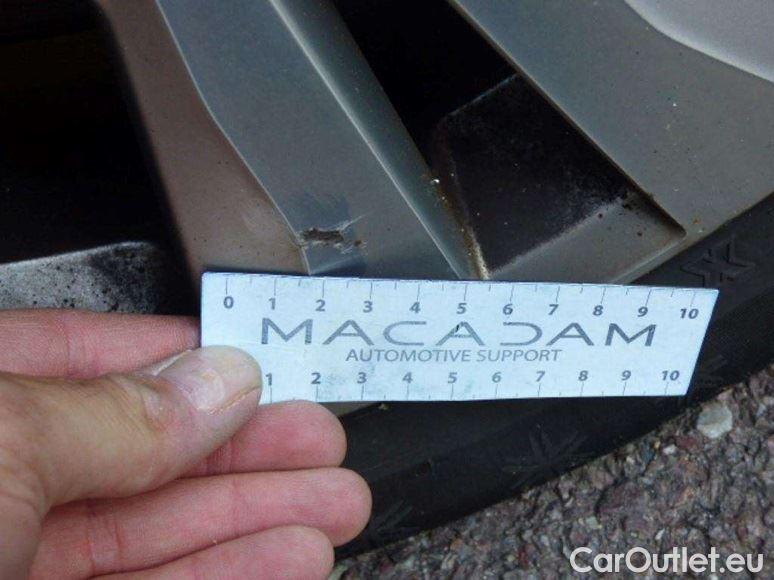 0 1 2 3 4 5 6 7 8 9 10
MACADAM
AUTOMOTIVE SUPPORT
1 2 3 4 5 6 7 8 9 10
CarOutlet.eu